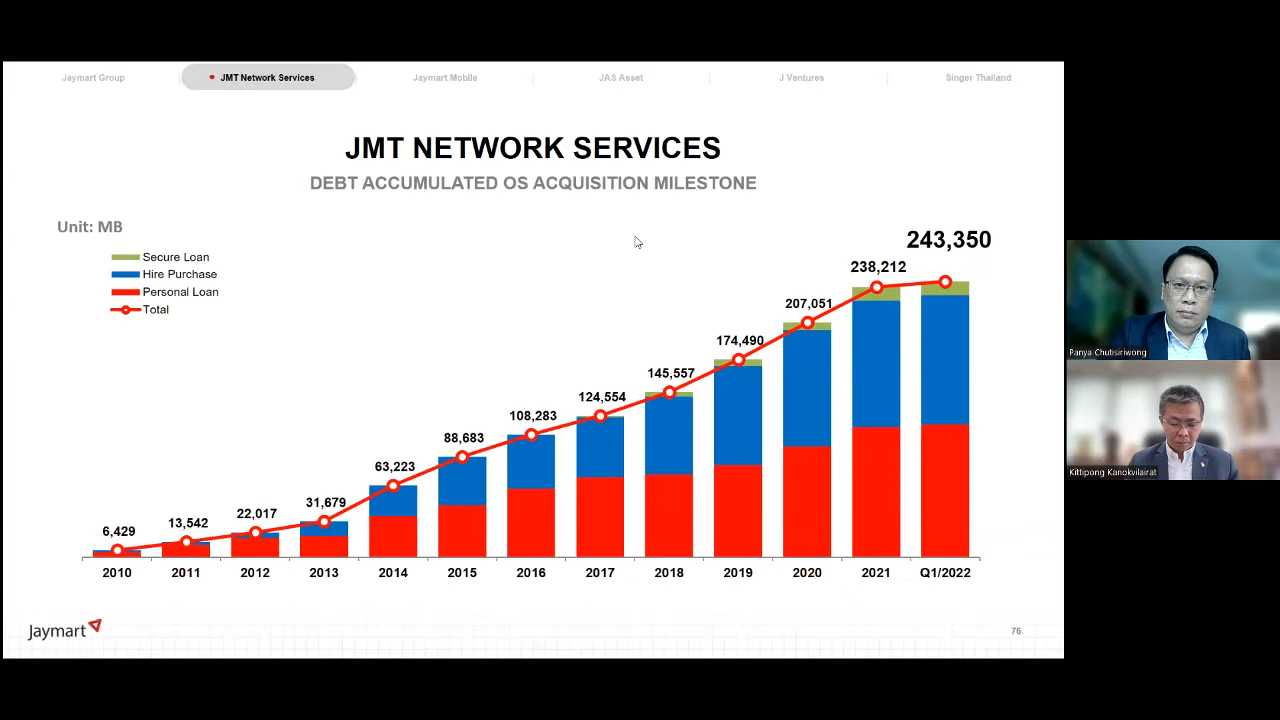 Jaymart Group
JMT Network Services
Jaymart Mobile
JAS Asset
J Ventures
Singer Thailand
JMT NETWORK SERVICES
DEBT ACCUMULATED OS ACQUISITION MILESTONE
Unit: MB
Secure Loan
Hire Purchase
Personal Loan
Total
6,429
13,542
22,017
31,679
63,223
88,683
108,283
124,554
145,557
174,490
207,051
238,212
243,350
2010
2011
2012
2013
2014
2015
2016
2017
2018
2019
2020
2021
Q1/2022
Jaymart
76
Panya Chutisiriwong
Kittipong Kanokvilairat